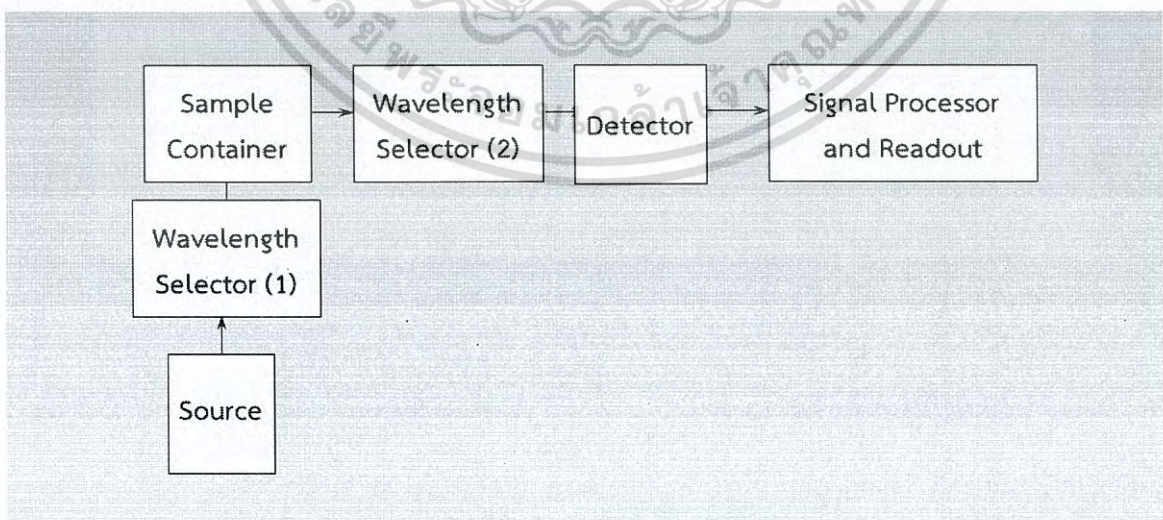 Sample
Container
Wavelength
Selector (2)
Detector
Signal Processor
and Readout
Wavelength
Selector (1)
Source